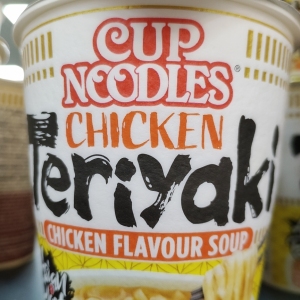 CUP
NOODLES®
CHICKEN
Teriyaki
CHICKEN FLAVOUR SOUP